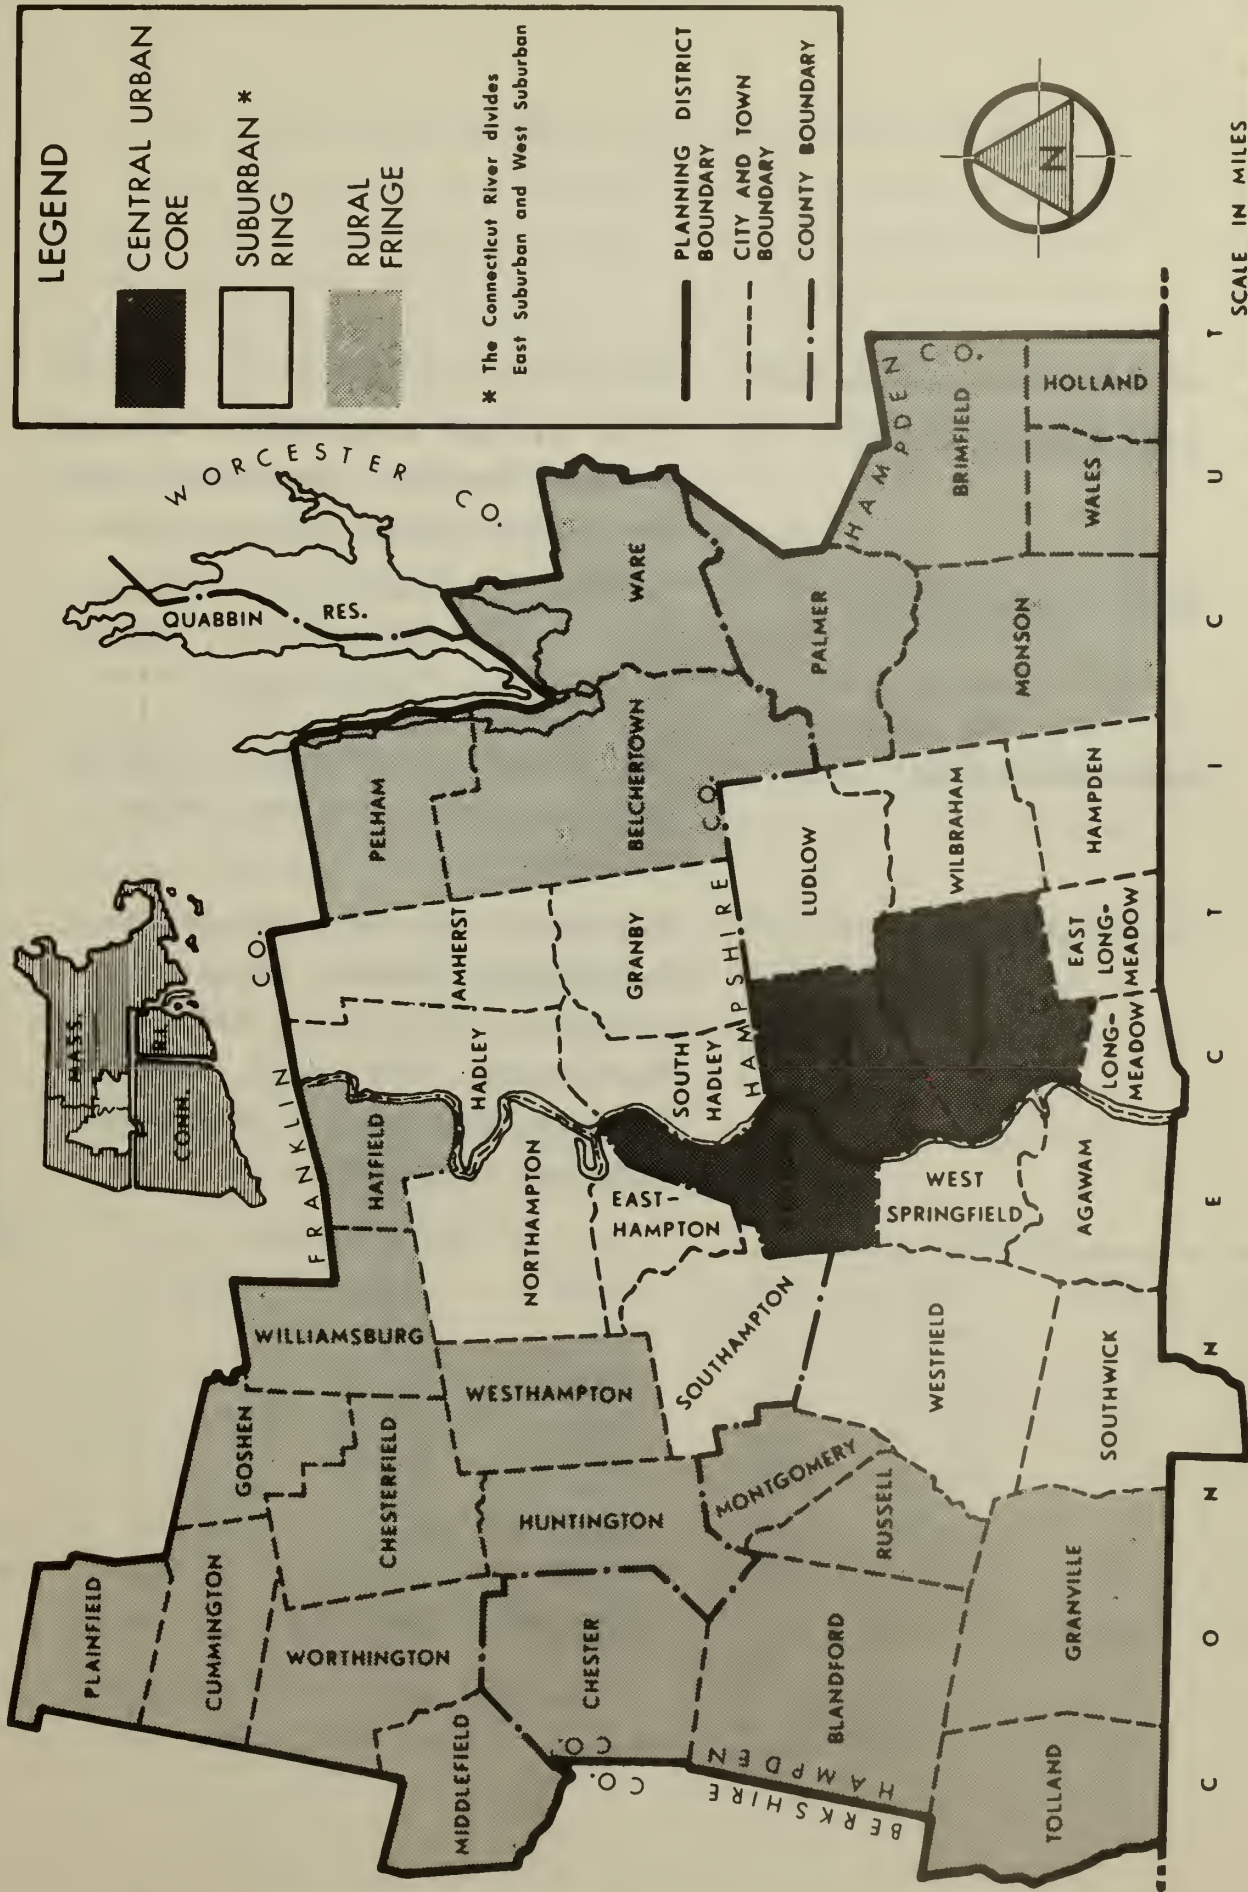 LEGEND
CENTRAL URBAN
CORE
SUBURBAN *
RING
RURAL
FRINGE
* The Connecticut River divides
East Suburban and West Suburban
PLANNING DISTRICT
BOUNDARY
CITY AND TOWN
BOUNDARY
COUNTY BOUNDARY
N
SCALE IN MILES
MASS.
R.I.
CONN.
WORCESTER
CO.
QUABBIN
RES.
FRANKLIN
CO.
PLAINFIELD
CUMMINGTON
GOSHEN
WILLIAMSBURG
HATFIELD
PELHAM
WORTHINGTON
CHESTERFIELD
WESTHAMPTON
NORTHAMPTON
HADLEY
AMHERST
BELCHERTOWN
WARE
MIDDLEFIELD
CHESTER
HUNTINGTON
SOUTHAMPTON
EAST-
HAMPTON
SOUTH
HADLEY
GRANBY
HAMPSHIRE
CO.
CO.
CO.
BERKSHIRE
HAMPDEN
MONTGOMERY
RUSSELL
BLANDFORD
WESTFIELD
WEST
SPRINGFIELD
LUDLOW
PALMER
HAMPDEN
CO.
BRIMFIELD
TOLLAND
GRANVILLE
SOUTHWICK
AGAWAM
LONG-
MEADOW
EAST
LONG-
MEADOW
WILBRAHAM
HAMPDEN
MONSON
WALES
HOLLAND
CONNECTICUT